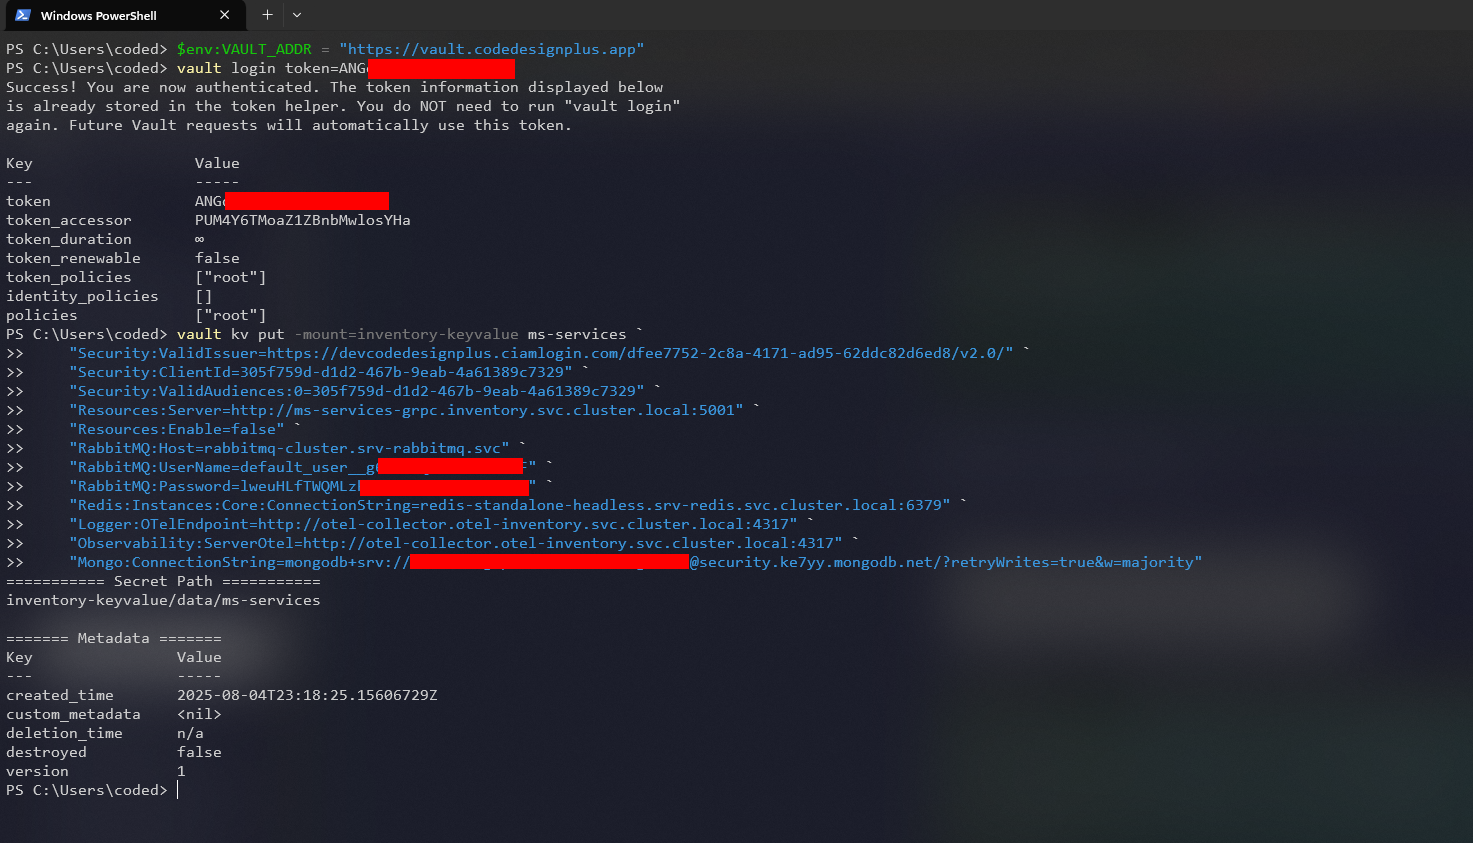 Windows PowerShell
PS C:\Users\coded> $env:VAULT_ADDR = "https://vault.codedesignplus.app"
PS C:\Users\coded> vault login token=ANG
Success! You are now authenticated. The token information displayed below
is already stored in the token helper. You do NOT need to run "vault login"
again. Future Vault requests will automatically use this token.
Key Value
--- -----
token ANG
token_accessor PUM4Y6TMoaZ1ZBnbMwlosYHa
token_duration ∞
token_renewable false
token_policies ["root"]
identity_policies []
policies ["root"]
PS C:\Users\coded> vault kv put -mount=inventory-keyvalue ms-services `
>> "Security:ValidIssuer=https://devcodedesignplus.ciamlogin.com/dfee7752-2c8a-4171-ad95-62ddc82d6ed8/v2.0/" `
>> "Security:ClientId=305f759d-d1d2-467b-9eab-4a61389c7329" `
>> "Security:ValidAudiences:0=305f759d-d1d2-467b-9eab-4a61389c7329" `
>> "Resources:Server=http://ms-services-grpc.inventory.svc.cluster.local:5001" `
>> "Resources:Enable=false" `
>> "RabbitMQ:Host=rabbitmq-cluster.srv-rabbitmq.svc" `
>> "RabbitMQ:UserName=default_user__g" `
>> "RabbitMQ:Password=lweuHLfTWQMLz" `
>> "Redis:Instances:Core:ConnectionString=redis-standalone-headless.srv-redis.svc.cluster.local:6379" `
>> "Logger:OTelEndpoint=http://otel-collector.otel-inventory.svc.cluster.local:4317" `
>> "Observability:ServerOtel=http://otel-collector.otel-inventory.svc.cluster.local:4317" `
>> "Mongo:ConnectionString=mongodb+srv://@security.ke7yy.mongodb.net/?retryWrites=true&w=majority"
=========== Secret Path ===========
inventory-keyvalue/data/ms-services
======= Metadata =======
Key Value
--- -----
created_time 2025-08-04T23:18:25.15606729Z
custom_metadata <nil>
deletion_time n/a
destroyed false
version 1
PS C:\Users\coded>